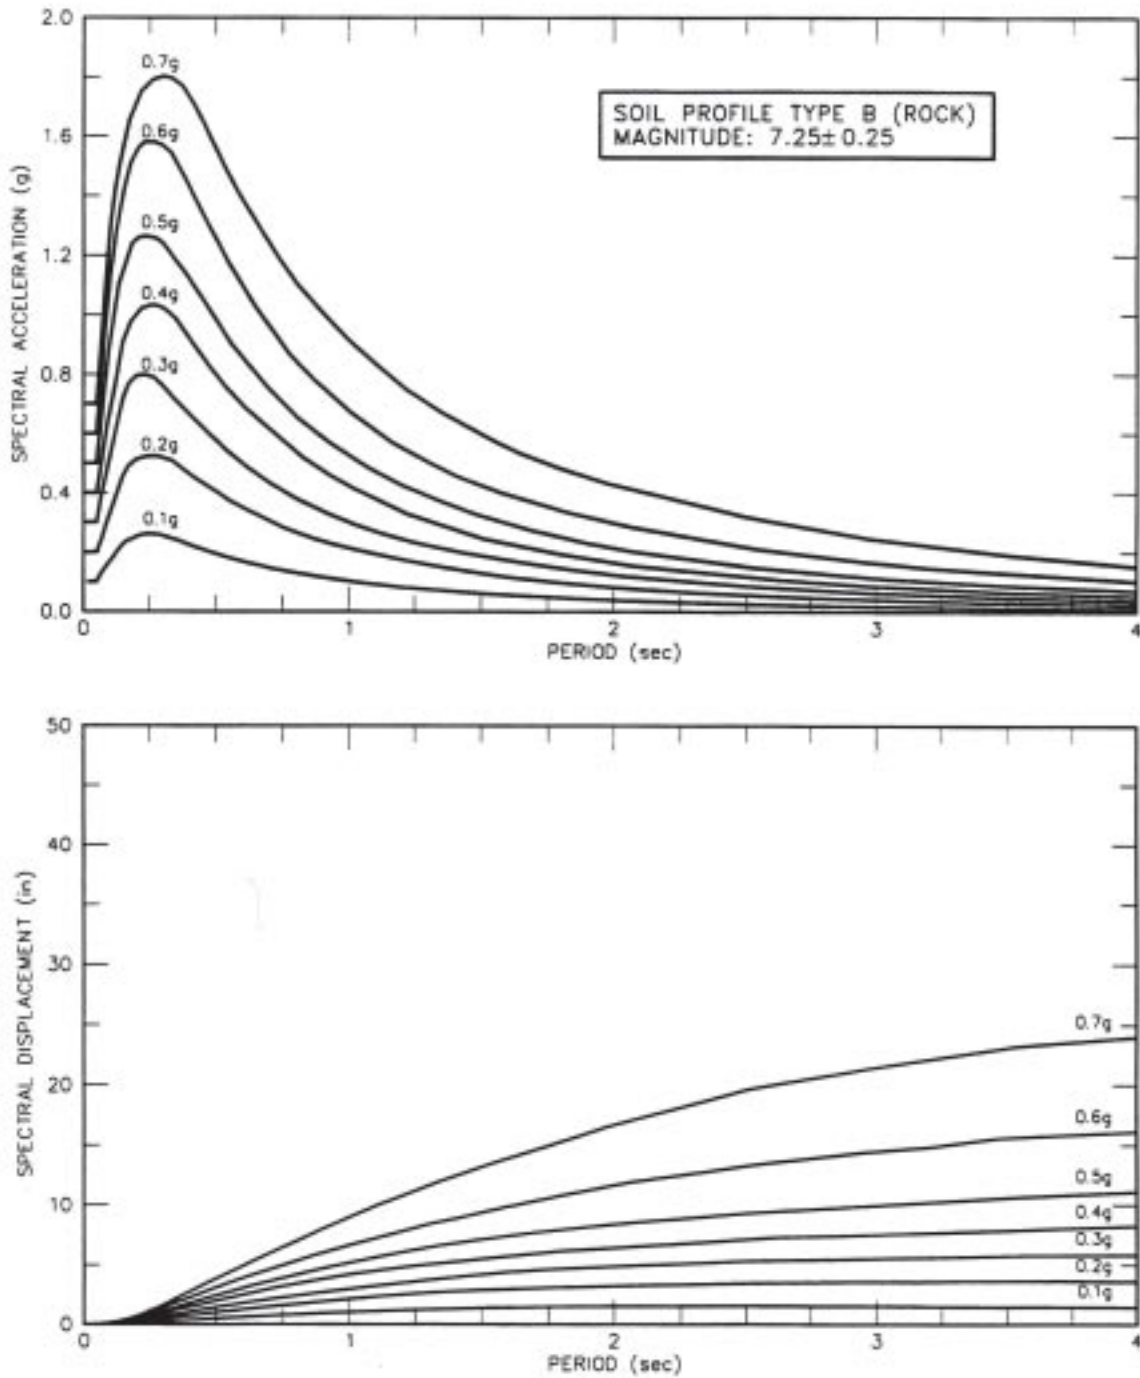 2.0
1.6
1.2
0.8
0.4
0.0
SPECTRAL ACCELERATION (g)
SOIL PROFILE TYPE B (ROCK)
MAGNITUDE: 7.25± 0.25
0.7g
0.6g
0.5g
0.4g
0.3g
0.2g
0.1g
0
1
2
3
4
PERIOD (sec)
50
40
30
20
10
0
SPECTRAL DISPLACEMENT (in)
0.7g
0.6g
0.5g
0.4g
0.3g
0.2g
0.1g
0
1
2
3
4
PERIOD (sec)